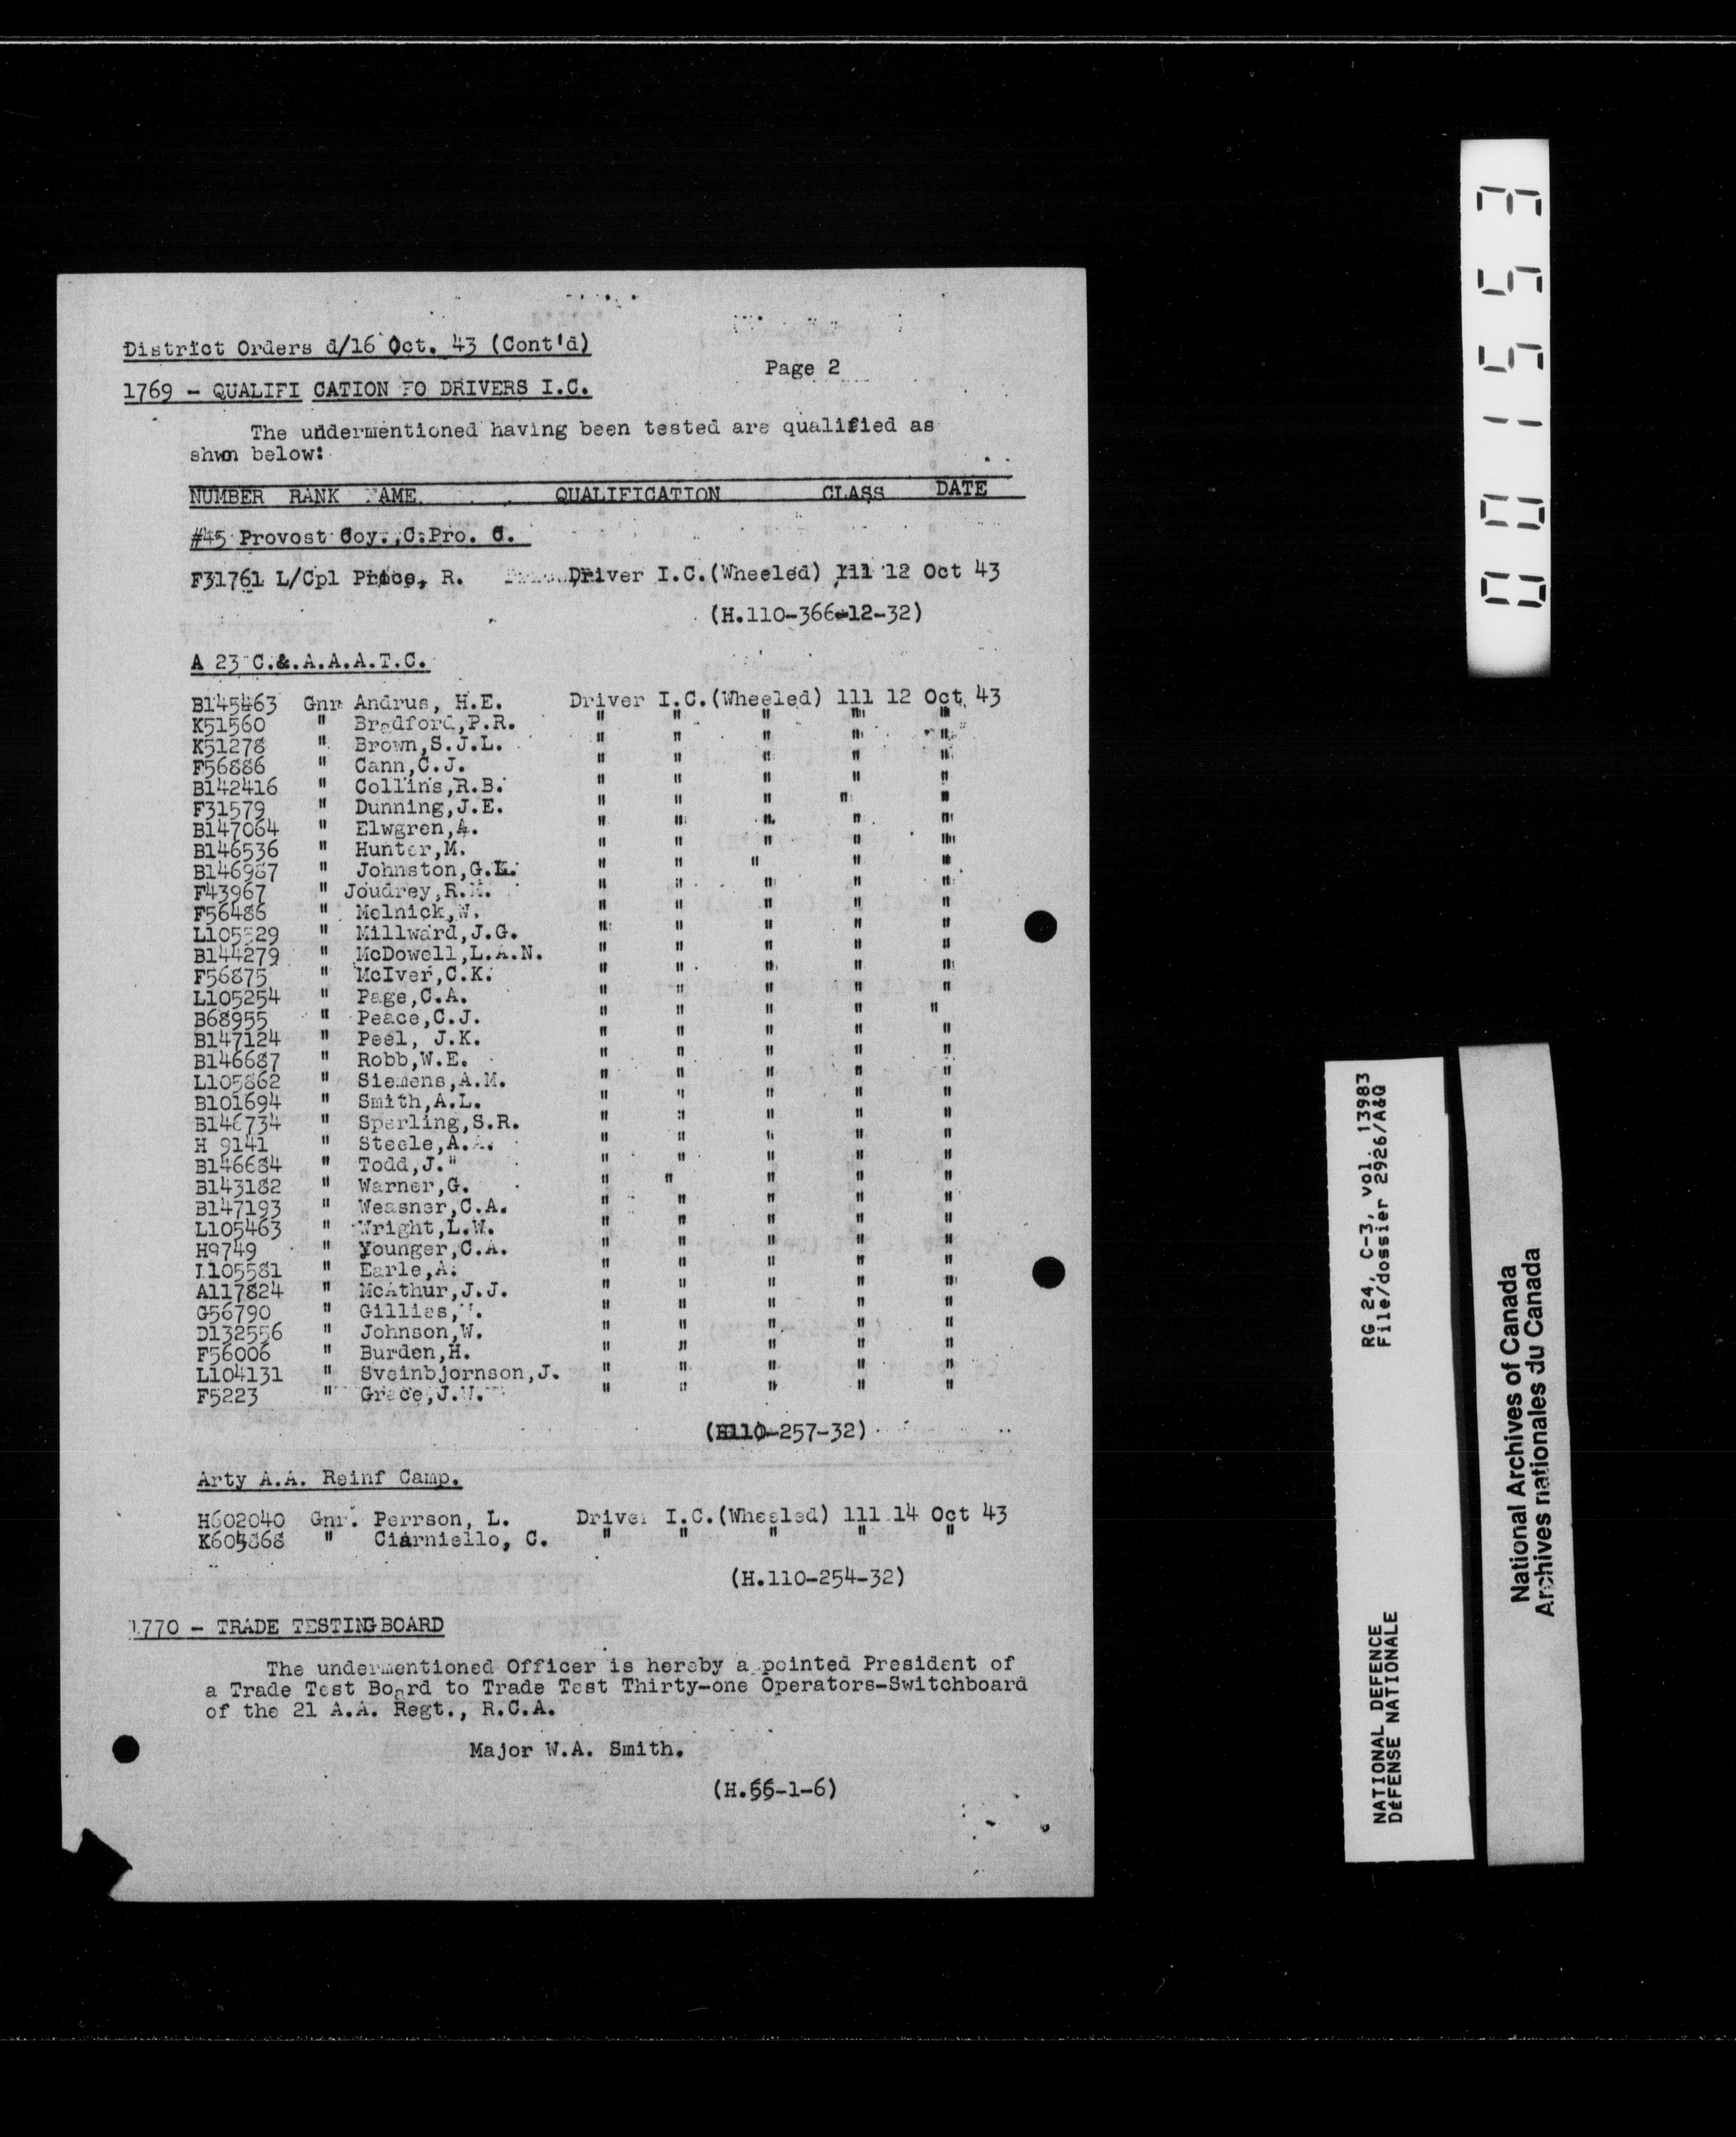 District Orders d/16 Oct. 43 (Cont'd)
Page 2
1769 - QUALIFI CATION FO DRIVERS I.C.
The undermentioned having been tested are qualified as
shwn below:
NUMBER RANK NAME QUALIFICATION CLASS DATE
#45 Provost Coy., C.Pro. C.
F31761 L/Cpl Price, R. Driver I.C.(Wheeled) 111 12 Oct 43
(H.110-366-12-32)
A 23 C.&.A.A.A.T.C.
B145463 Gnr Andrus, H.E. Driver I.C.(Wheeled) 111 12 Oct 43
K51560 " Bradford,P.R. " " " " "
K51278 " Brown,S.J.L. " " " " "
F56886 " Cann,C.J. " " " " "
B142416 " Collins,R.B. " " " " "
F31579 " Dunning,J.E. " " " " "
B147064 " Elwgren,A. " " " " "
B146536 " Hunter,M. " " " " "
B146987 " Johnston,G.L. " " " " "
F43967 " Joudrey,R. " " " " "
F56486 " Melnick,W. " " " " "
L105529 " Millward,J.G. " " " " "
B144279 " McDowell,L.A.N. " " " " "
F56875 " McIver,C.K. " " " " "
L105254 " Page,C.A. " " " " "
B68955 " Peace,C.J. " " " " "
B147124 " Peel, J.K. " " " " "
B146687 " Robb,W.E. " " " " "
L105862 " Siemens,A.M. " " " " "
B101694 " Smith,A.L. " " " " "
B146734 " Sperling,S.R. " " " " "
H 9141 " Steele,A.A. " " " " "
B146684 " Todd,J." " " " " "
B143182 " Warner,G. " " " " "
B147193 " Weasner,C.A. " " " " "
L105463 " Wright,L.W. " " " " "
H9749 " Younger,C.A. " " " " "
L105581 " Earle,A. " " " " "
A117824 " McAthur,J.J. " " " " "
G56790 " Gillies, " " " " "
D132556 " Johnson,W. " " " " "
F56006 " Burden,H. " " " " "
L104131 " Sveinbjornson,J. " " " " "
F5223 " Grace,J.W. " " " " "
(H110-257-32)
Arty A.A. Reinf Camp.
H602040 Gnr. Perrson, L. Driver I.C.(Wheeled) 111 14 Oct 43
K605868 " Ciarniello, C. " " " " "
(H.110-254-32)
1770 - TRADE TESTING BOARD
The undermentioned Officer is hereby appointed President of
a Trade Test Board to Trade Test Thirty-one Operators-Switchboard
of the 21 A.A. Regt., R.C.A.
Major W.A. Smith.
(H.55-1-6)
001553
RG 24, C-3, vol. 13983
File/dossier 2926/A&Q
NATIONAL DEFENCE
DÉFENSE NATIONALE
National Archives of Canada
Archives nationales du Canada